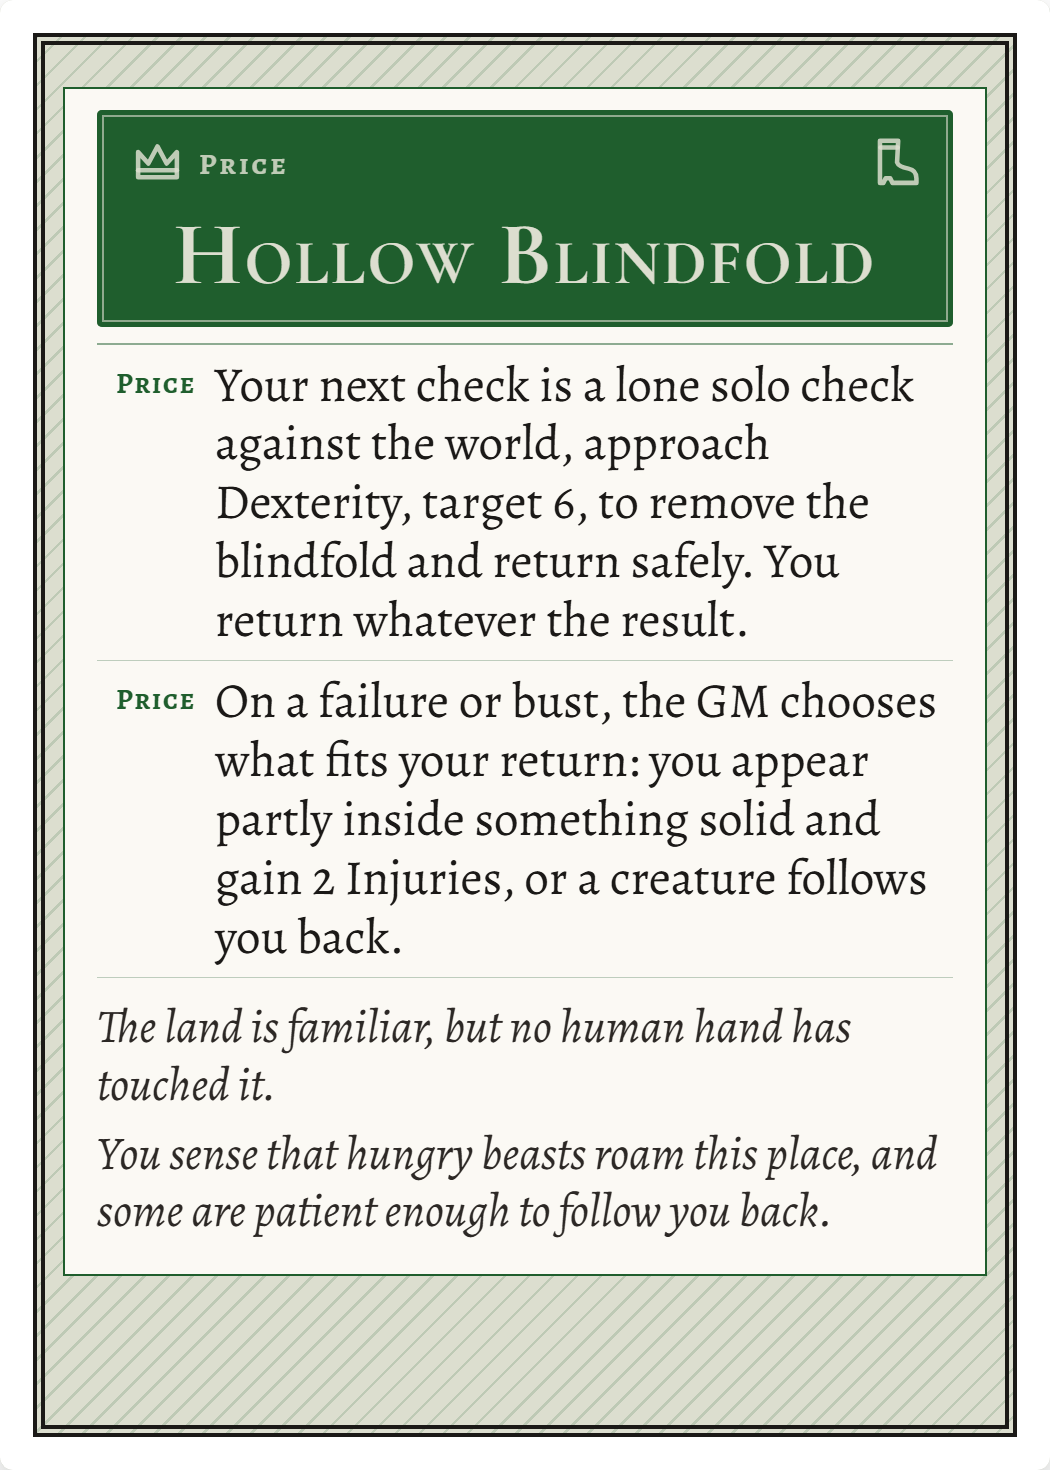 Price
Hollow Blindfold
Price Your next check is a lone solo check
against the world, approach
Dexterity, target 6, to remove the
blindfold and return safely. You
return whatever the result.
Price On a failure or bust, the GM chooses
what fits your return: you appear
partly inside something solid and
gain 2 Injuries, or a creature follows
you back.
The land is familiar, but no human hand has
touched it.
You sense that hungry beasts roam this place, and
some are patient enough to follow you back.